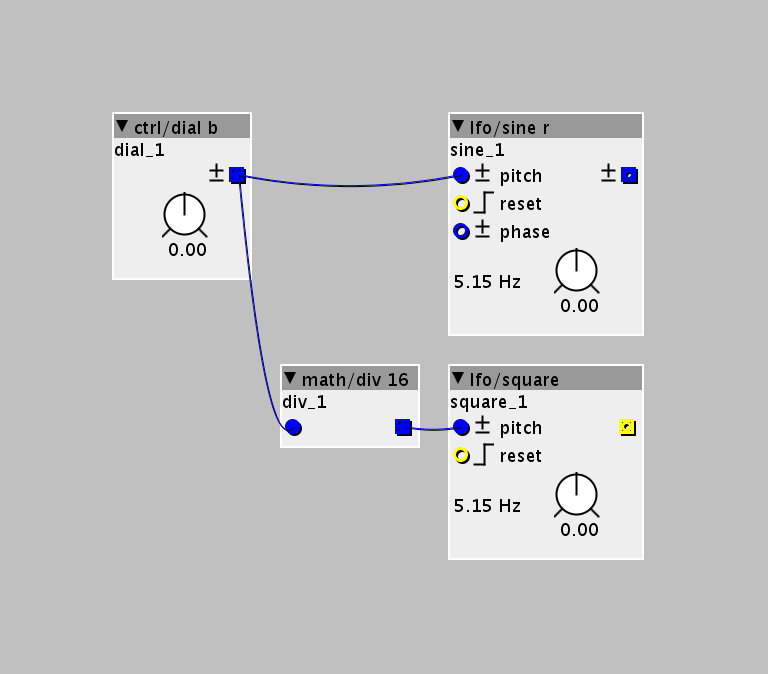 ctrl/dial b
dial_1
±
0.00
lfo/sine r
sine_1
± pitch ±
reset
± phase
5.15 Hz
0.00
math/div 16
div_1
lfo/square
square_1
± pitch
reset
5.15 Hz
0.00